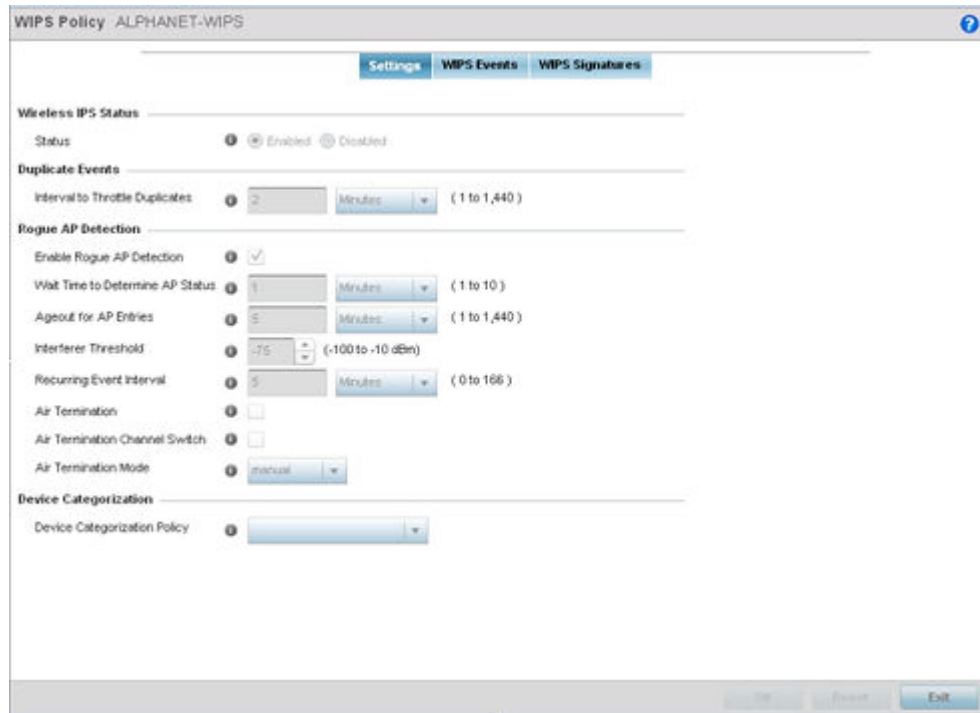 WIPS Policy ALPHANET-WIPS
Settings WIPS Events WIPS Signatures
Wireless IPS Status
Status Enabled Disabled
Duplicate Events
Interval to Throttle Duplicates 2 Minutes ( 1 to 1,440 )
Rogue AP Detection
Enable Rogue AP Detection
Wait Time to Determine AP Status 1 Minutes ( 1 to 10 )
Ageout for AP Entries 5 Minutes ( 1 to 1,440 )
Interferer Threshold -75 (-100 to -10 dBm)
Recurring Event Interval 5 Minutes ( 0 to 166 )
Air Termination
Air Termination Channel Switch
Air Termination Mode manual
Device Categorization
Device Categorization Policy
OK Reset Exit